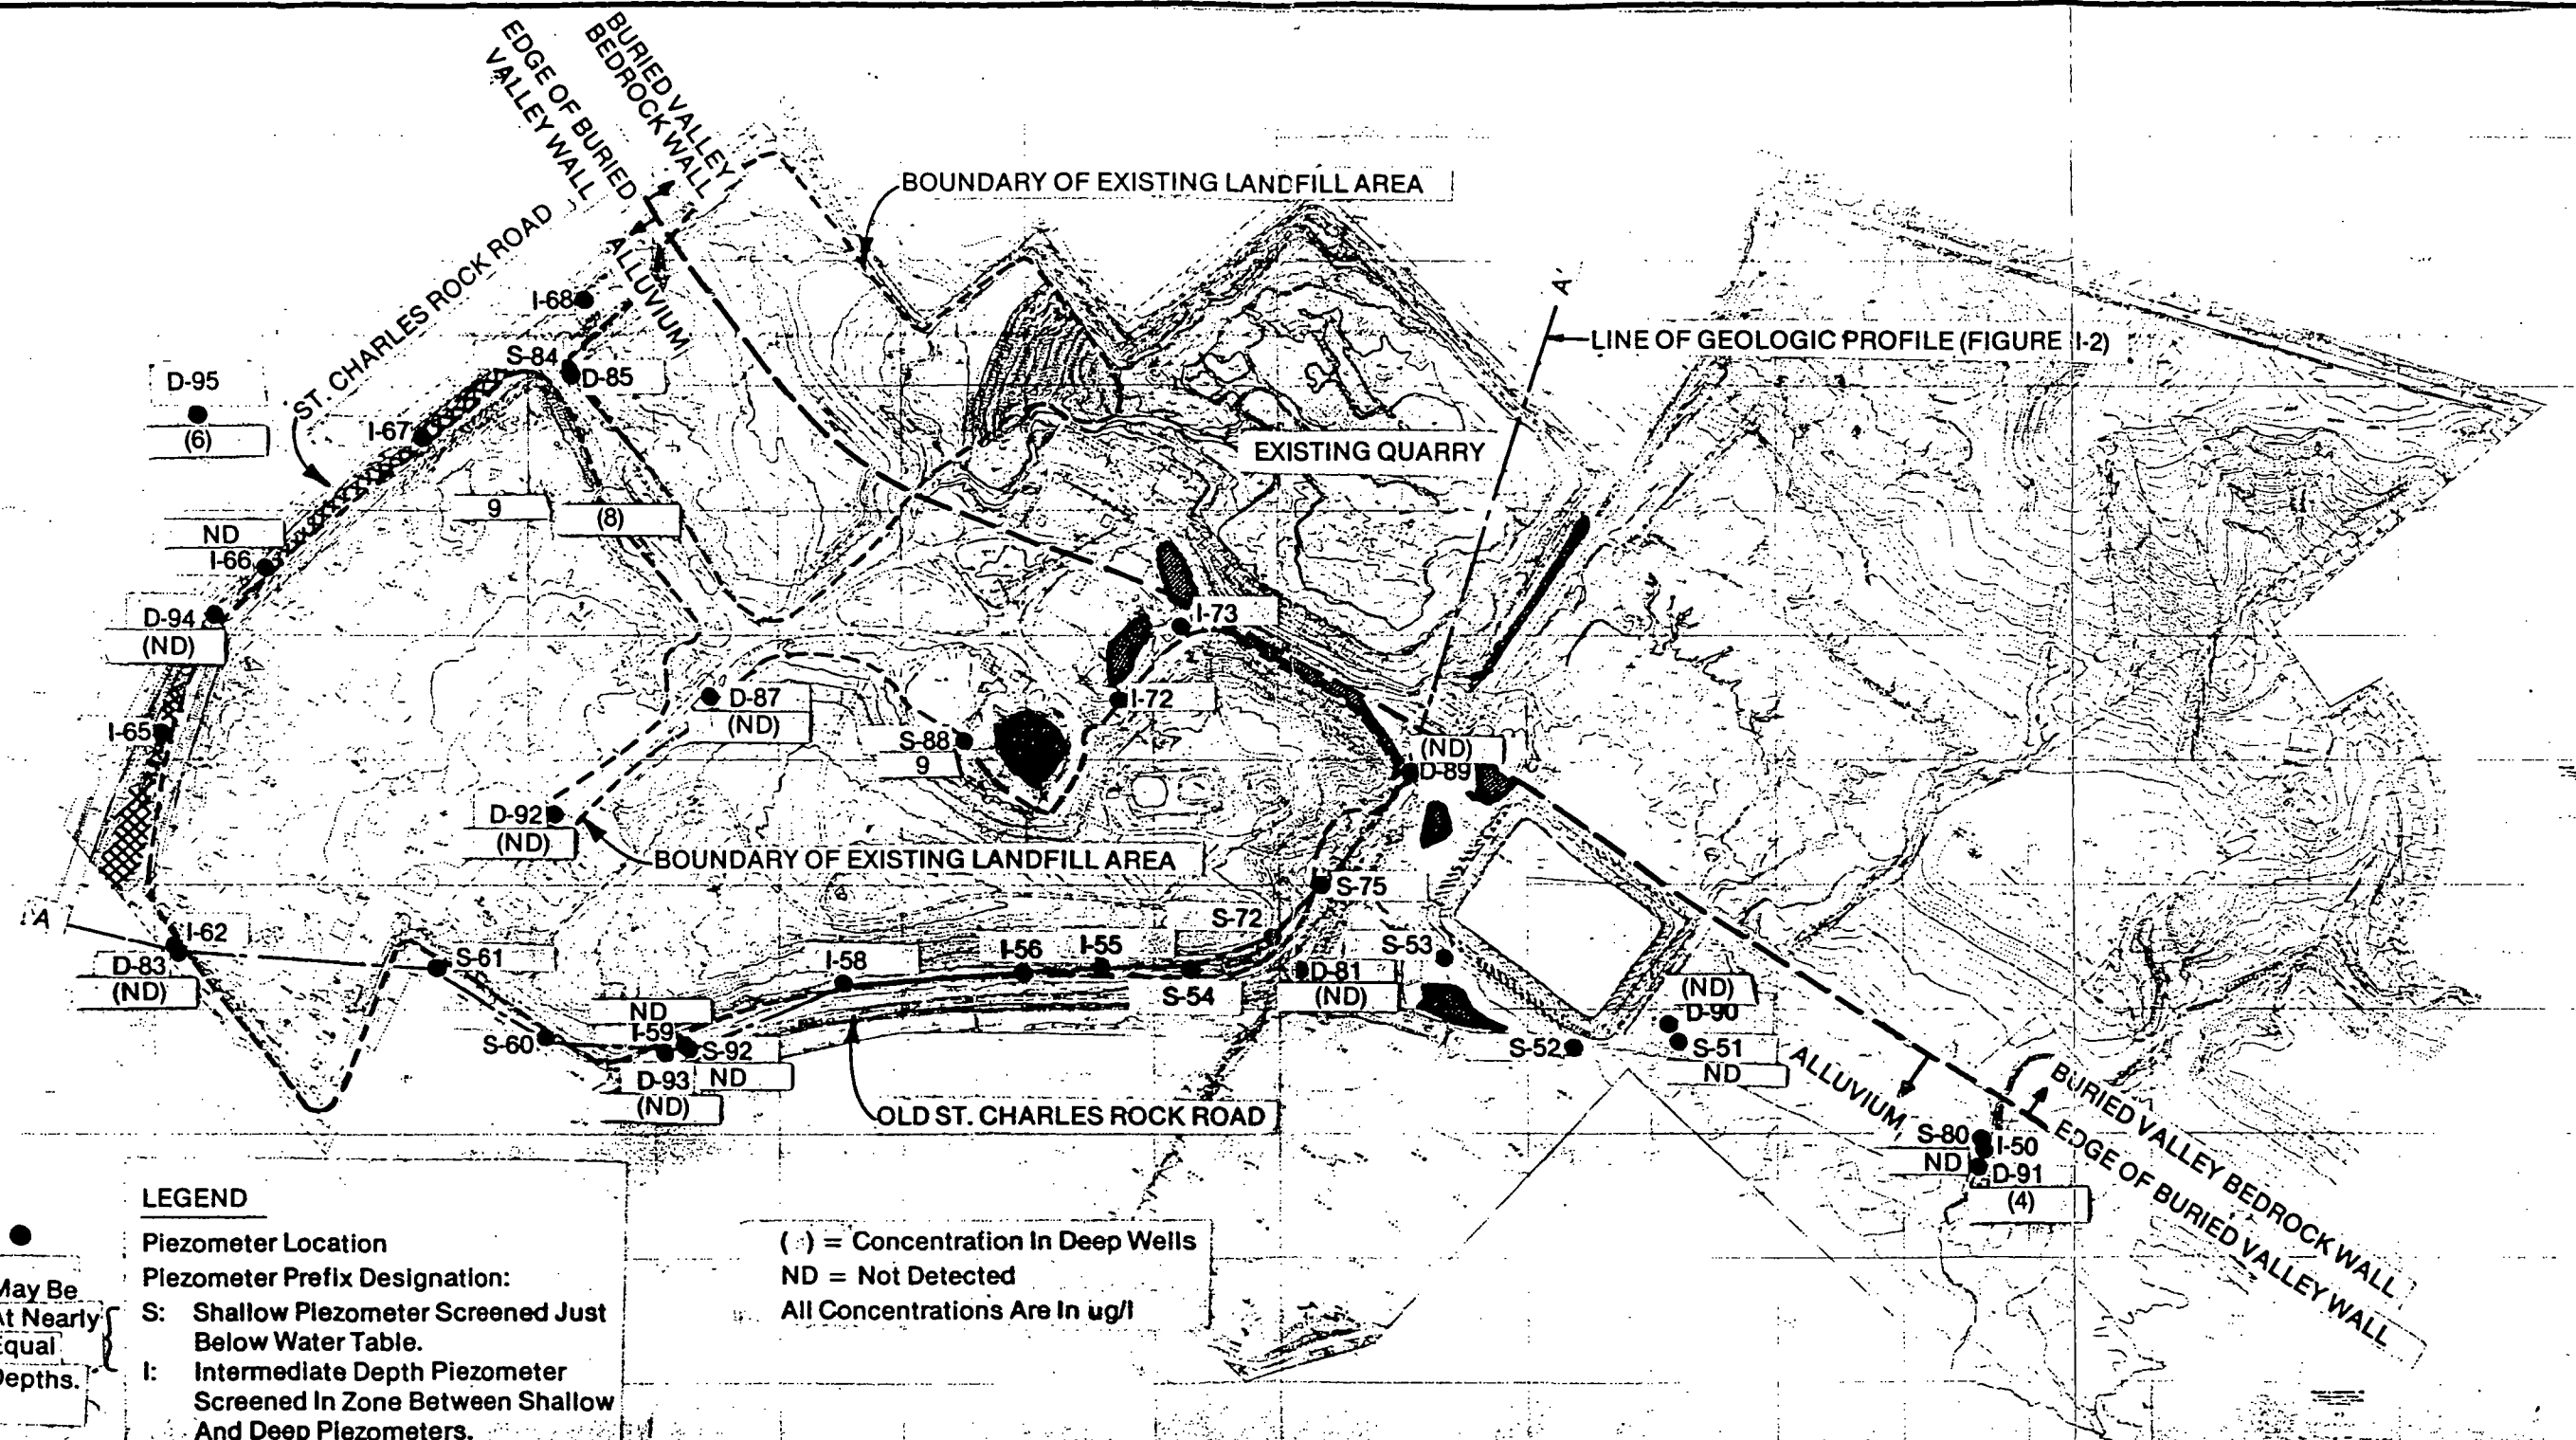 EDGE OF BURIED
VALLEY WALL
BURIED VALLEY
BEDROCK WALL
BOUNDARY OF EXISTING LANDFILL AREA
ST. CHARLES ROCK ROAD
ALLUVIUM
I-68
A'
LINE OF GEOLOGIC PROFILE (FIGURE I-2)
S-84
D-85
D-95
(6)
I-67
EXISTING QUARRY
9
(8)
ND
I-66
D-94
(ND)
I-73
D-87
(ND)
I-72
I-65
S-88
9
(ND)
D-89
D-92
(ND)
BOUNDARY OF EXISTING LANDFILL AREA
S-75
A
I-62
D-83
(ND)
S-61
S-72
S-53
I-58
I-56
I-55
S-54
D-81
(ND)
(ND)
D-90
S-51
ND
S-52
ND
I-59
S-60
S-92
ND
D-93
(ND)
OLD ST. CHARLES ROCK ROAD
ALLUVIUM
BURIED VALLEY BEDROCK WALL
EDGE OF BURIED VALLEY WALL
S-80
ND
I-50
D-91
(4)
LEGEND
Piezometer Location
Piezometer Prefix Designation:
S: Shallow Piezometer Screened Just
Below Water Table.
I: Intermediate Depth Piezometer
Screened In Zone Between Shallow
And Deep Piezometers.
May Be
At Nearly
Equal
Depths.
( ) = Concentration In Deep Wells
ND = Not Detected
All Concentrations Are In ug/l